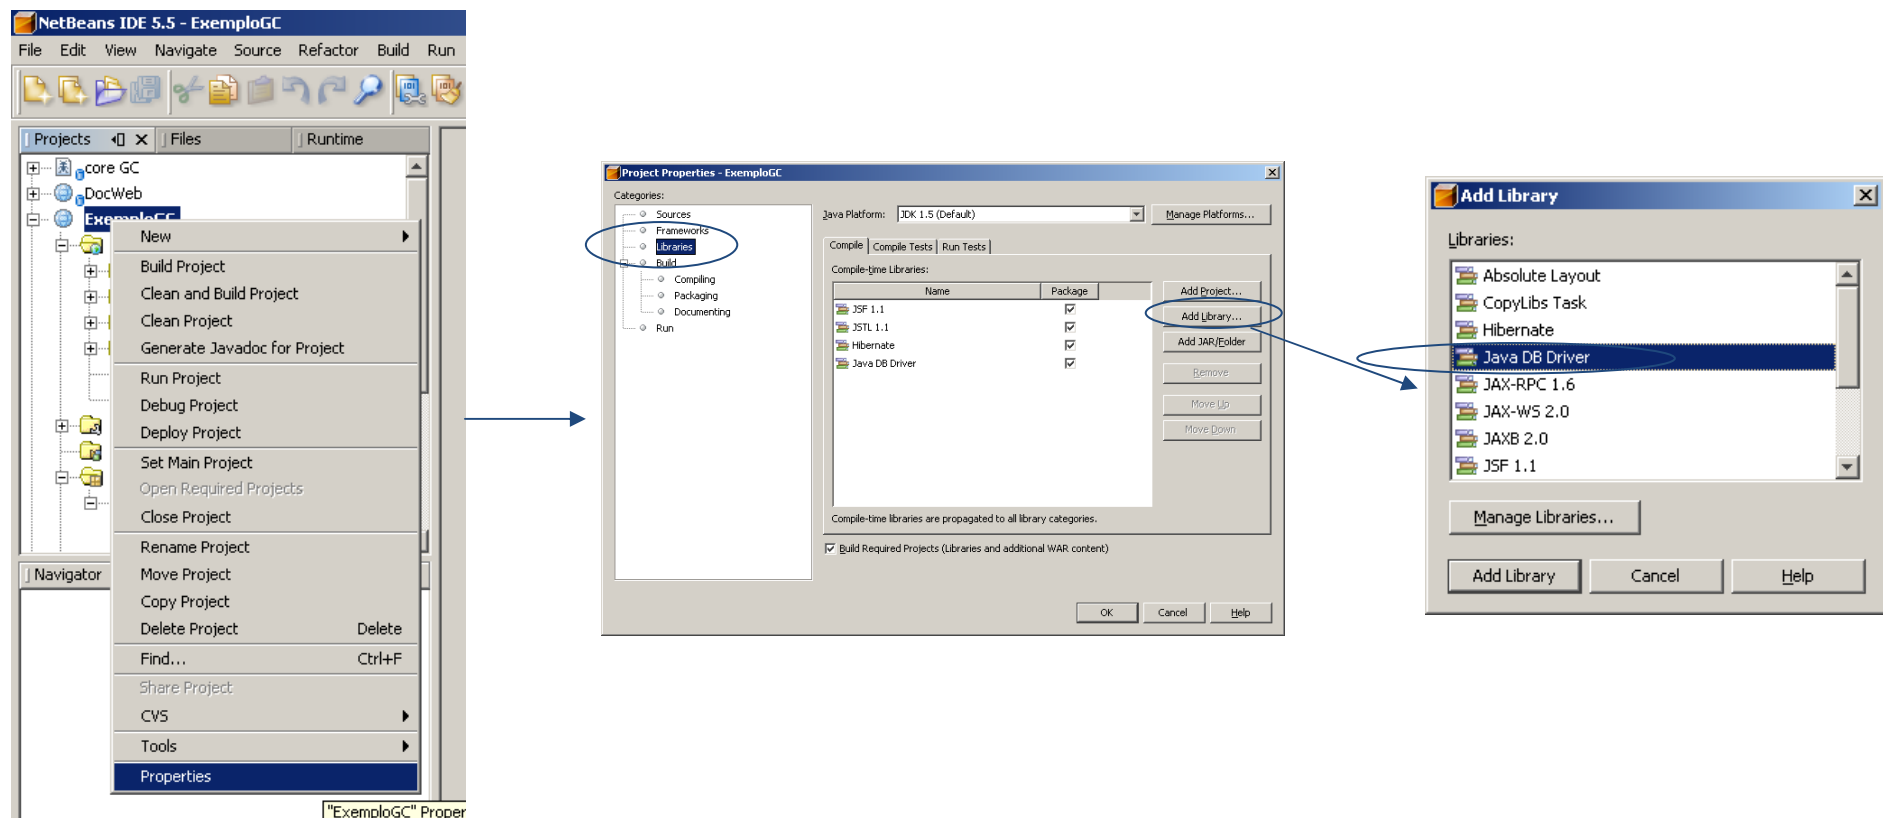 NetBeans IDE 5.5 - ExemploGC
File Edit View Navigate Source Refactor Build Run
Projects Files Runtime
core GC
DocWeb
ExemploGC
New
Build Project
Clean and Build Project
Clean Project
Generate Javadoc for Project
Run Project
Debug Project
Deploy Project
Set Main Project
Open Required Projects
Close Project
Rename Project
Move Project
Copy Project
Delete Project Delete
Find... Ctrl+F
Share Project
CVS
Tools
Properties
Navigator
"ExemploGC" Proper
Project Properties - ExemploGC
Categories:
Sources
Frameworks
Libraries
Build
Compiling
Packaging
Documenting
Run
Java Platform: JDK 1.5 (Default) Manage Platforms...
Compile Compile Tests Run Tests
Compile-time Libraries:
Name Package
JSF 1.1
JSTL 1.1
Hibernate
Java DB Driver
Add Project...
Add Library...
Add JAR/Folder
Remove
Move Up
Move Down
Compile-time libraries are propagated to all library categories.
Build Required Projects (Libraries and additional WAR content)
OK Cancel Help
Add Library
Libraries:
Absolute Layout
CopyLibs Task
Hibernate
Java DB Driver
JAX-RPC 1.6
JAX-WS 2.0
JAXB 2.0
JSF 1.1
Manage Libraries...
Add Library Cancel Help